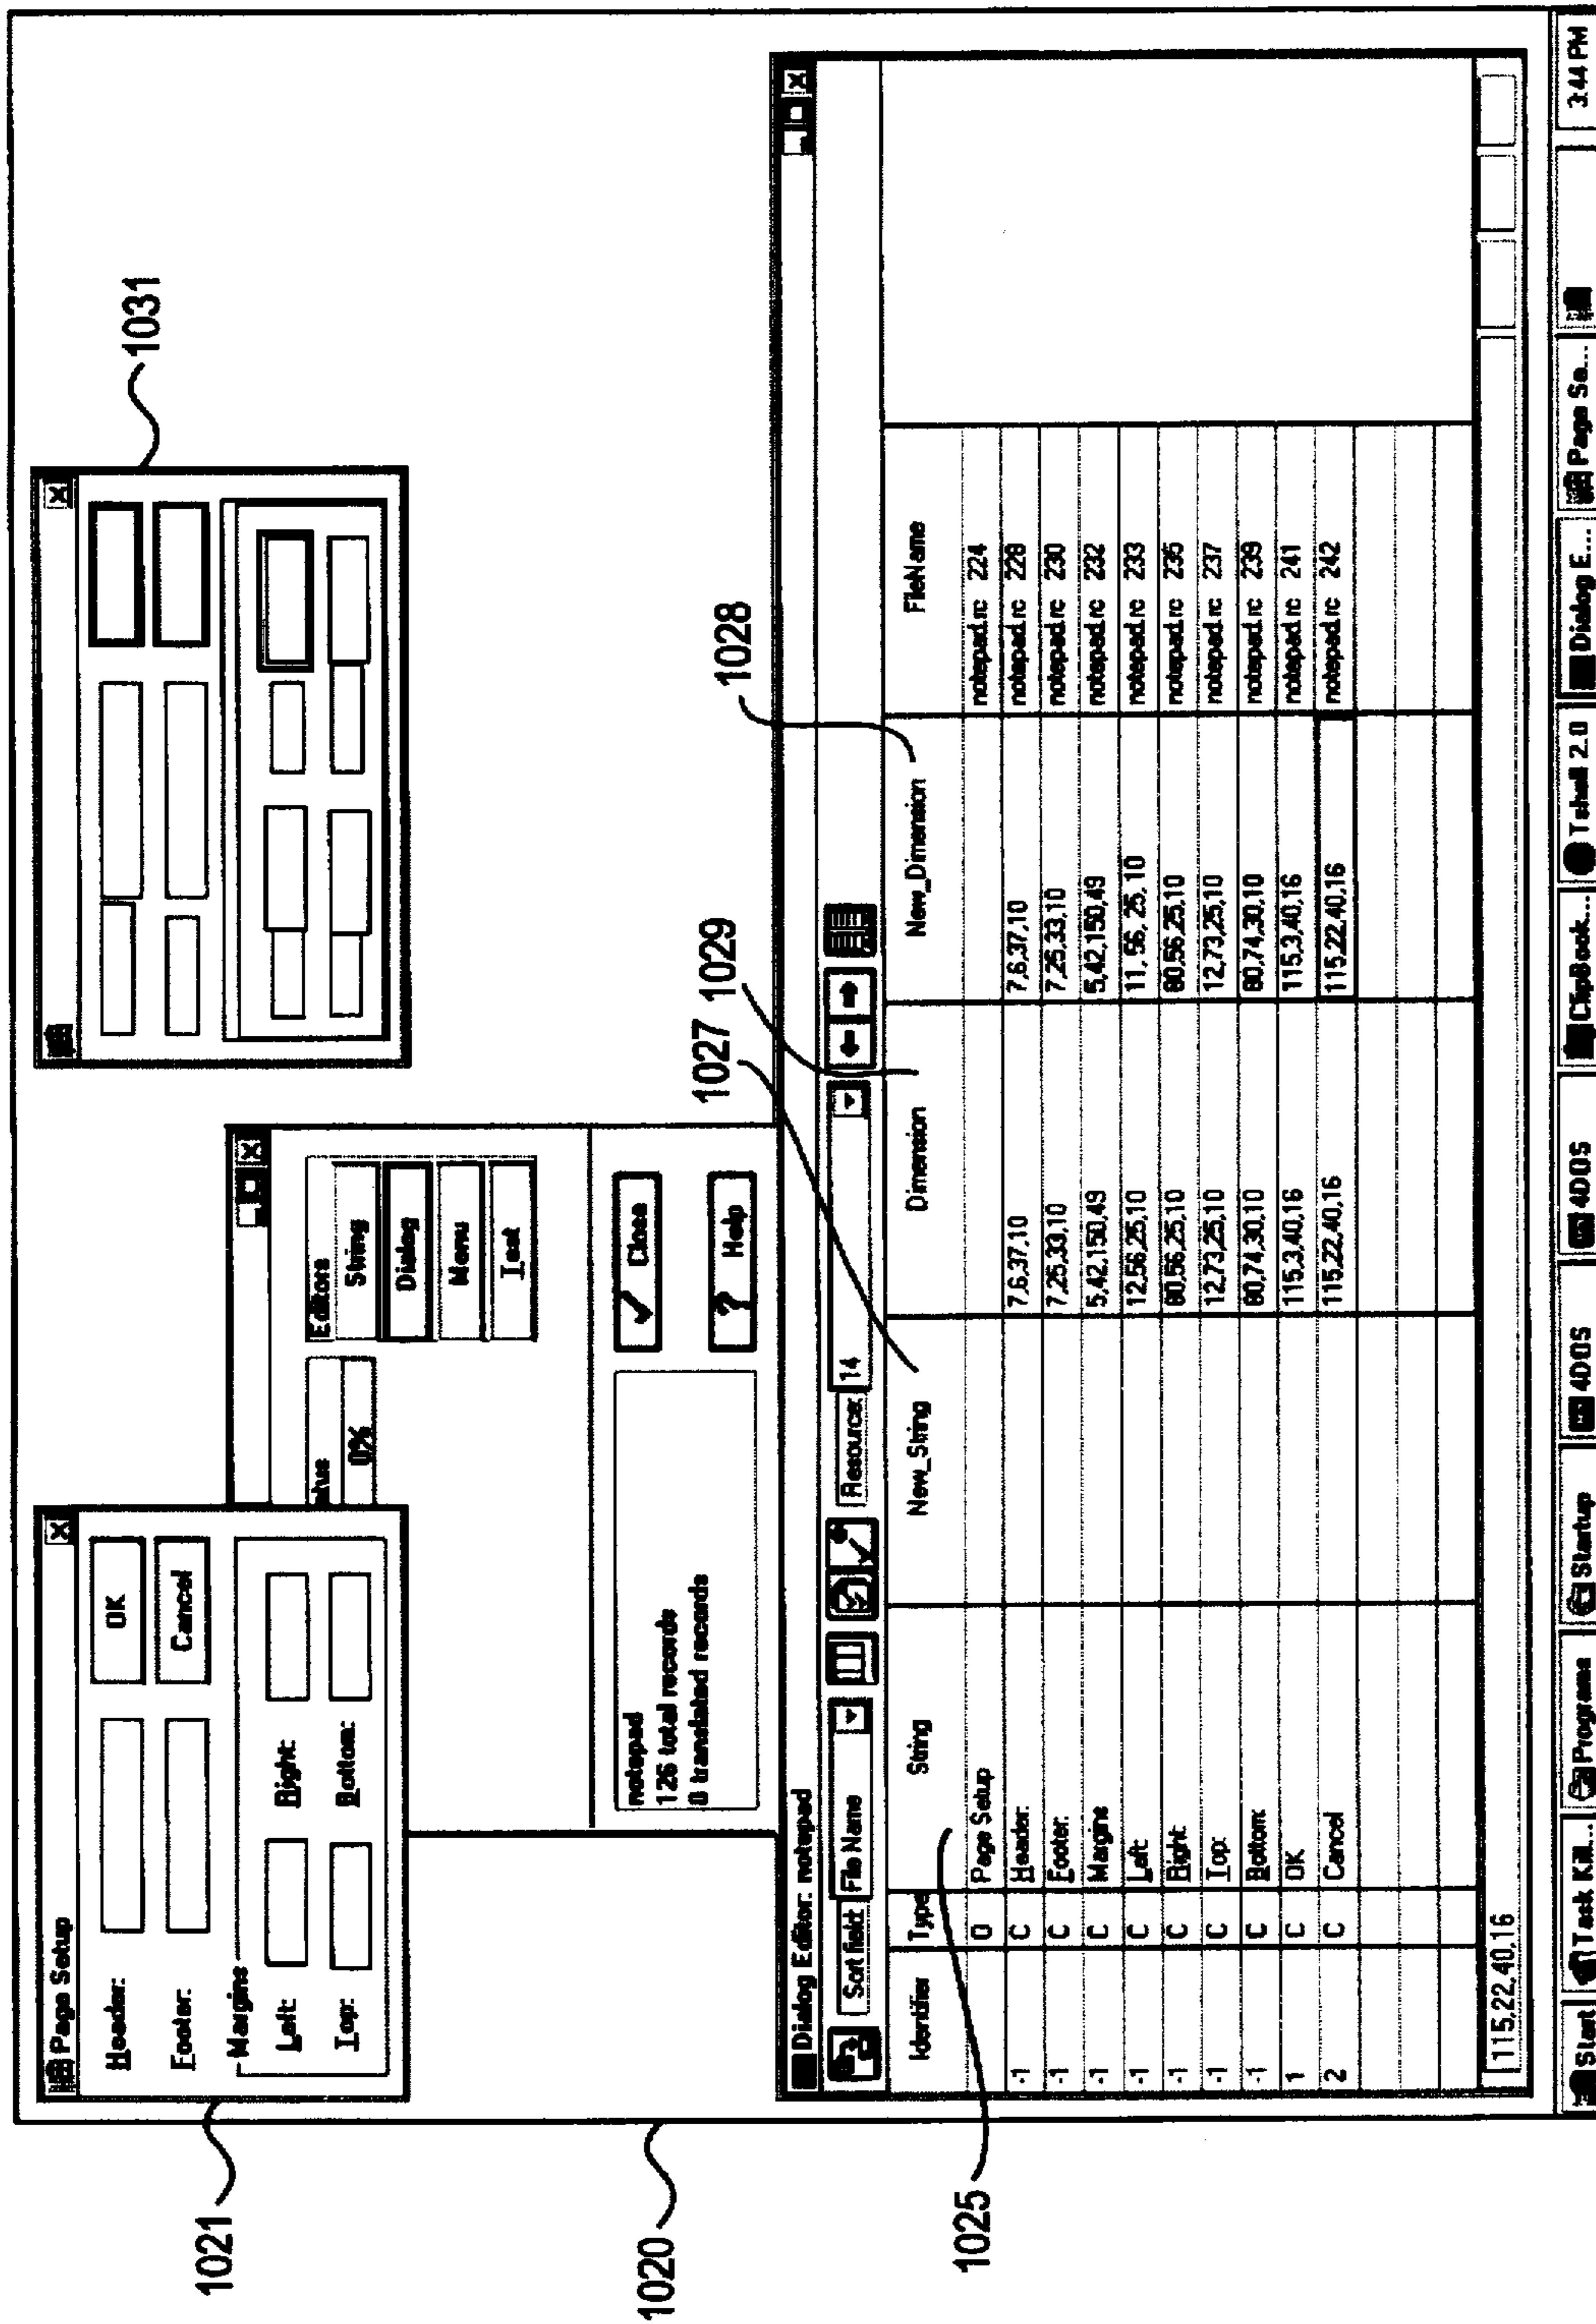 Page Setup
Header:
OK
Footer:
Cancel
Margins
Left:
Right:
Top:
Bottom:
1021
1031
atus
Editors
0%
String
Dialog
Menu
Test
notepad
126 total records
0 translated records
Close
Help
1020
1027
1029
1028
Dialog Editor: notepad
Sort field: File Name
Resource: 14
Identifier Type String New_String Dimension New_Dimension FileName
D Page Setup notepad.rc 224
-1 C Header: 7,6,37,10 7,6,37,10 notepad.rc 228
-1 C Footer: 7,25,33,10 7,25,33,10 notepad.rc 230
-1 C Margins 5,42,150,49 5,42,150,49 notepad.rc 232
-1 C Left: 12,56,25,10 11, 56, 25, 10 notepad.rc 233
-1 C Right: 80,56,25,10 80,56,25,10 notepad.rc 235
-1 C Top: 12,73,25,10 12,73,25,10 notepad.rc 237
-1 C Bottom: 80,74,30,10 80,74,30,10 notepad.rc 239
1 C OK 115,3,40,16 115,3,40,16 notepad.rc 241
2 C Cancel 115,22,40,16 115,22,40,16 notepad.rc 242
1025
115,22,40,16
Start Task Kill... Programs Startup 4DOS 4DOS ClipBook... Tshell 2.0 Dialog E... Page Se... 3:44 PM